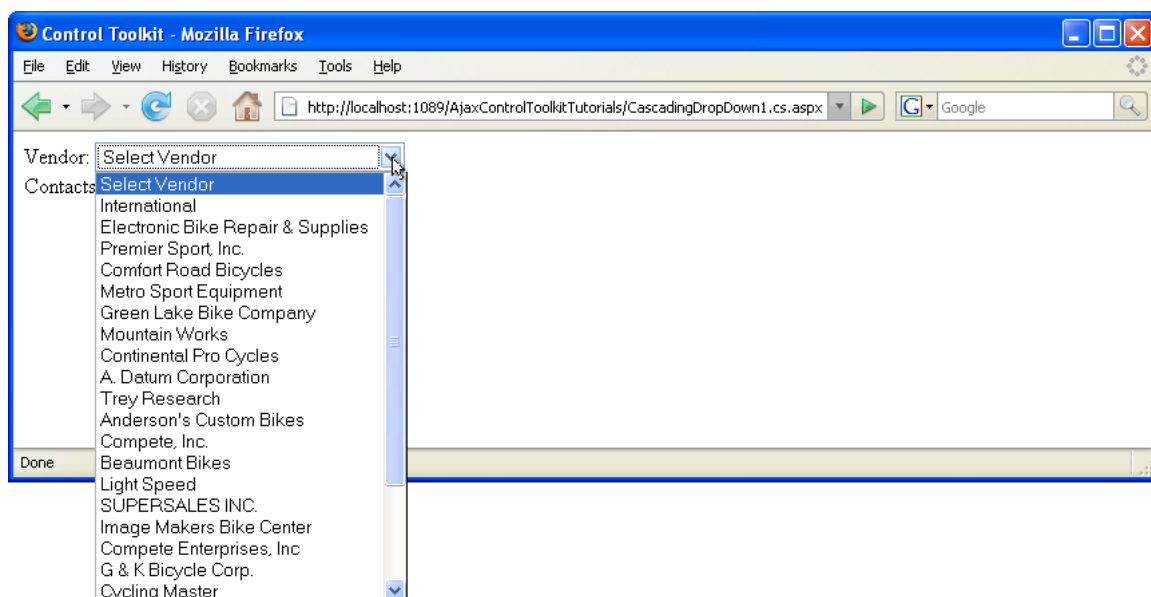 Control Toolkit - Mozilla Firefox
File Edit View History Bookmarks Tools Help
http://localhost:1089/AjaxControlToolkitTutorials/CascadingDropDown1.cs.aspx G Google
Vendor: Select Vendor
Contacts Select Vendor
International
Electronic Bike Repair & Supplies
Premier Sport, Inc.
Comfort Road Bicycles
Metro Sport Equipment
Green Lake Bike Company
Mountain Works
Continental Pro Cycles
A. Datum Corporation
Trey Research
Anderson's Custom Bikes
Compete, Inc.
Done Beaumont Bikes
Light Speed
SUPERSALES INC.
Image Makers Bike Center
Compete Enterprises, Inc
G & K Bicycle Corp.
Cycling Master